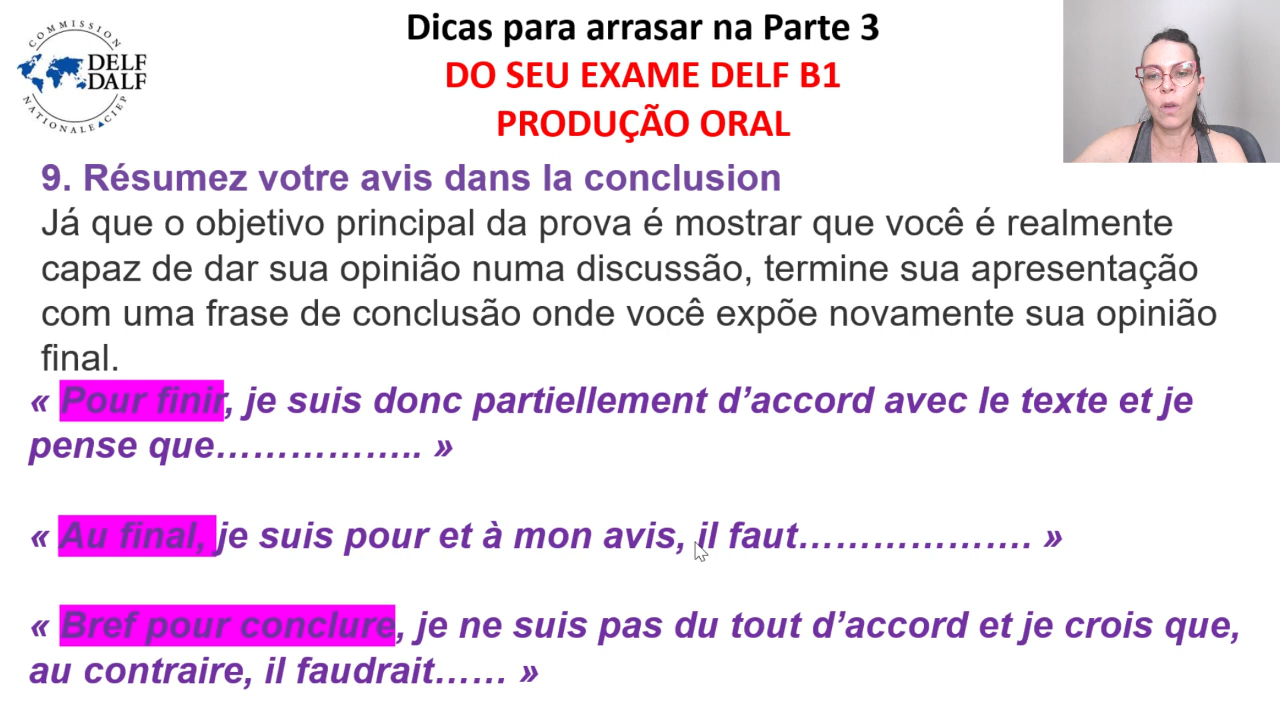 COMMISSION
DELF
DALF
NATIONALE CIEP
Dicas para arrasar na Parte 3
DO SEU EXAME DELF B1
PRODUÇÃO ORAL
9. Résumez votre avis dans la conclusion
Já que o objetivo principal da prova é mostrar que você é realmente
capaz de dar sua opinião numa discussão, termine sua apresentação
com uma frase de conclusão onde você expõe novamente sua opinião
final.
« Pour finir, je suis donc partiellement d’accord avec le texte et je
pense que…………….. »
« Au final, je suis pour et à mon avis, il faut………………. »
« Bref pour conclure, je ne suis pas du tout d’accord et je crois que,
au contraire, il faudrait…… »